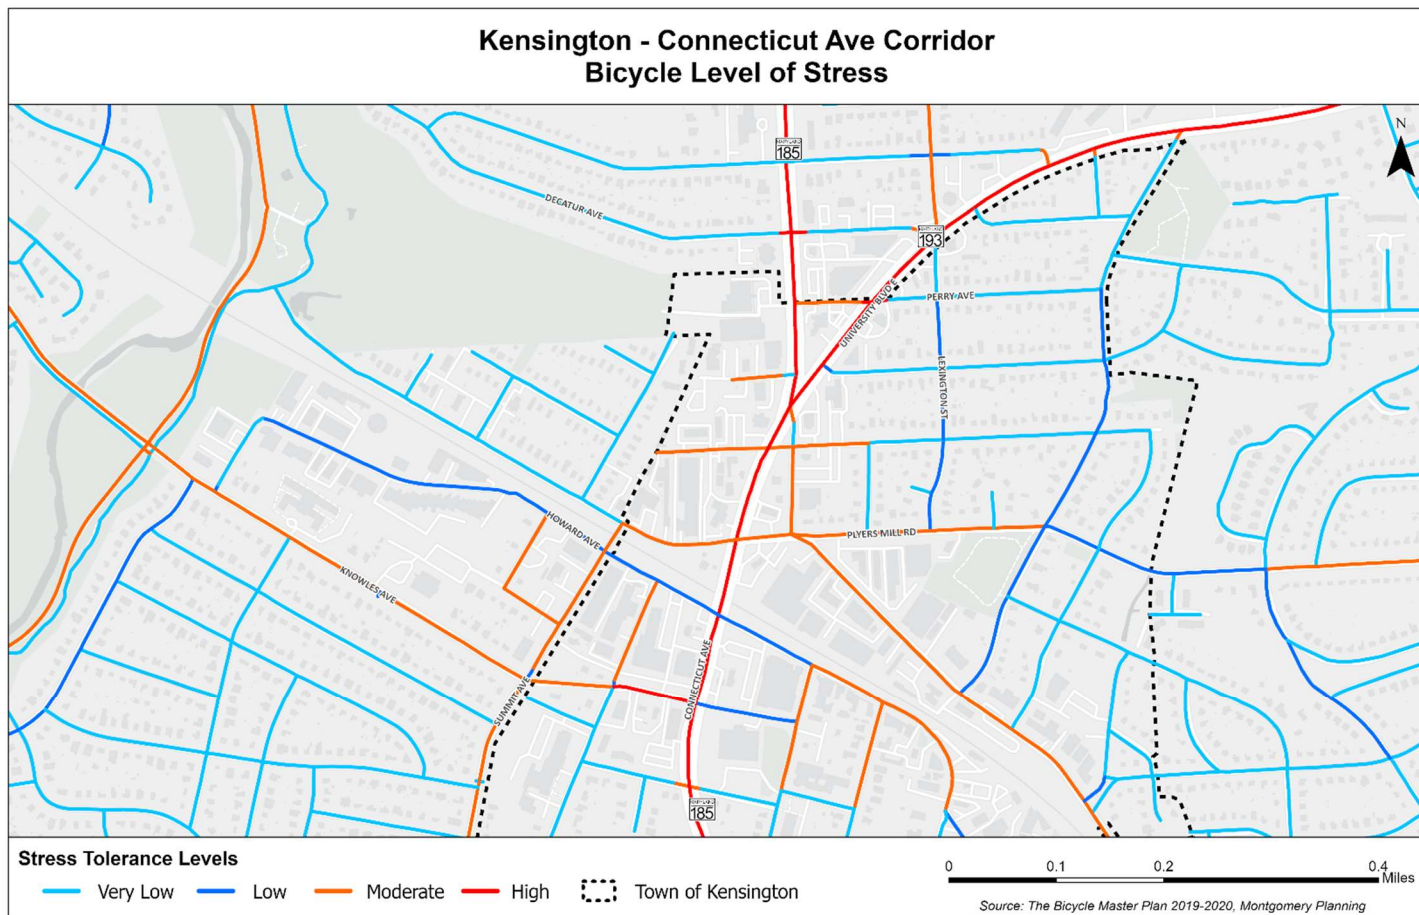 Kensington - Connecticut Ave Corridor
Bicycle Level of Stress
N
MARYLAND
185
DECATUR AVE
MARYLAND
193
UNIVERSITY BLVD E
PERRY AVE
LEXINGTON ST
HOWARD AVE
PLYERS MILL RD
KNOWLES AVE
CONNECTICUT AVE
SUMMIT AVE
MARYLAND
185
Stress Tolerance Levels
Very Low
Low
Moderate
High
Town of Kensington
0 0.1 0.2 0.4
Miles
Source: The Bicycle Master Plan 2019-2020, Montgomery Planning